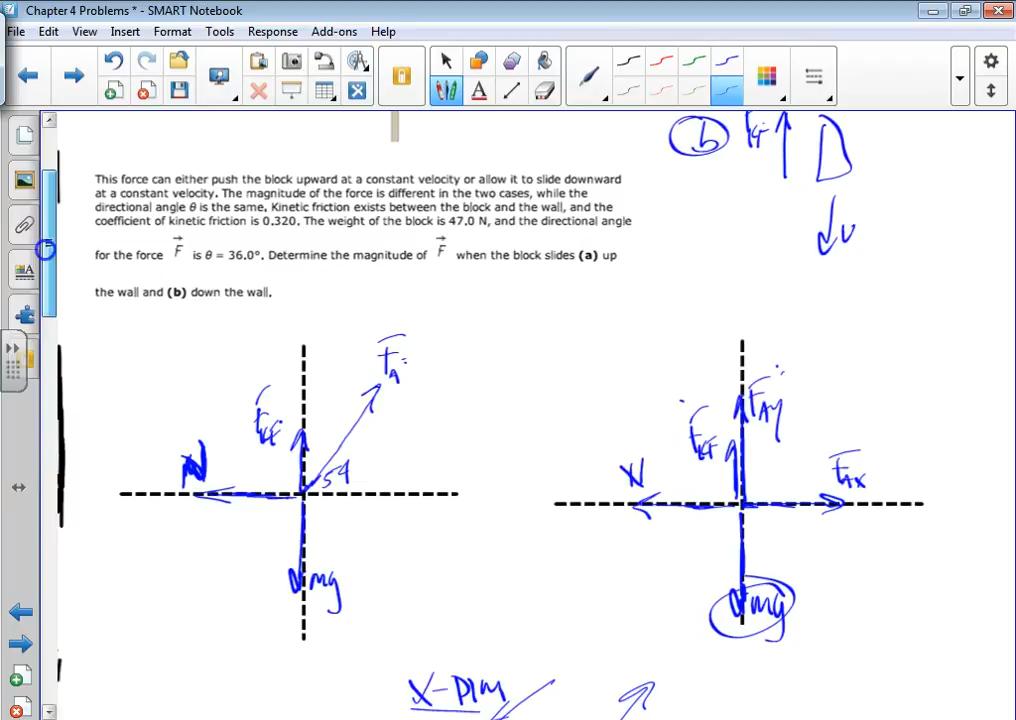 Chapter 4 Problems * - SMART Notebook
File Edit View Insert Format Tools Response Add-ons Help
b
v
This force can either push the block upward at a constant velocity or allow it to slide downward
at a constant velocity. The magnitude of the force is different in the two cases, while the
directional angle θ is the same. Kinetic friction exists between the block and the wall, and the
coefficient of kinetic friction is 0.320. The weight of the block is 47.0 N, and the directional angle
for the force F is θ = 36.0°. Determine the magnitude of F when the block slides (a) up
the wall and (b) down the wall.
FA
FKF
N
54
mg
FAY
FKF
N
FAX
mg
X-DIM